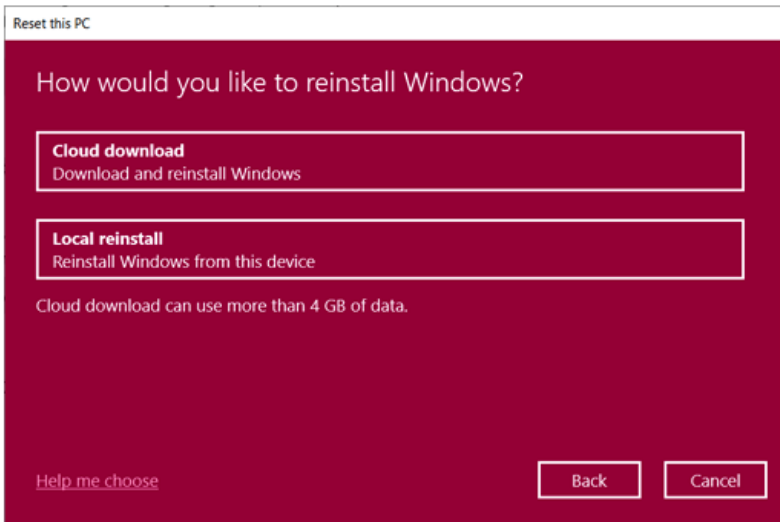 Reset this PC
How would you like to reinstall Windows?
Cloud download
Download and reinstall Windows
Local reinstall
Reinstall Windows from this device
Cloud download can use more than 4 GB of data.
Help me choose
Back
Cancel